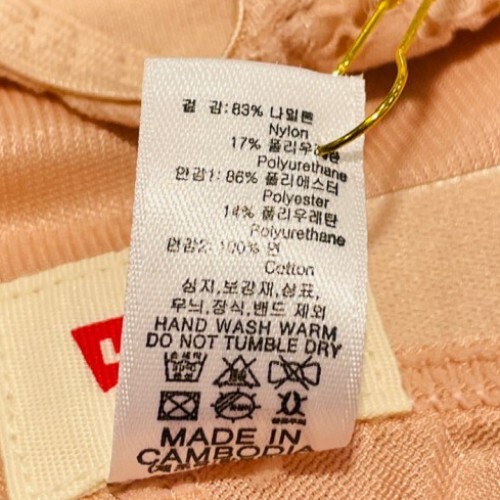 겉 감:83% 나일론
Nylon
17% 폴리우레탄
Polyurethane
안감1:86% 폴리에스터
Polyester
14% 폴리우레탄
Polyurethane
안감2:100% 면
Cotton
심지,보강재,상표,
무늬,장식,밴드 제외
HAND WASH WARM
DO NOT TUMBLE DRY
MADE IN
CAMBODIA